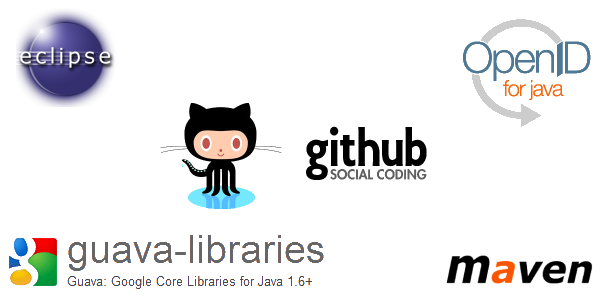 eclipse
OpenID
for java
github
SOCIAL CODING
guava-libraries
Guava: Google Core Libraries for Java 1.6+
maven